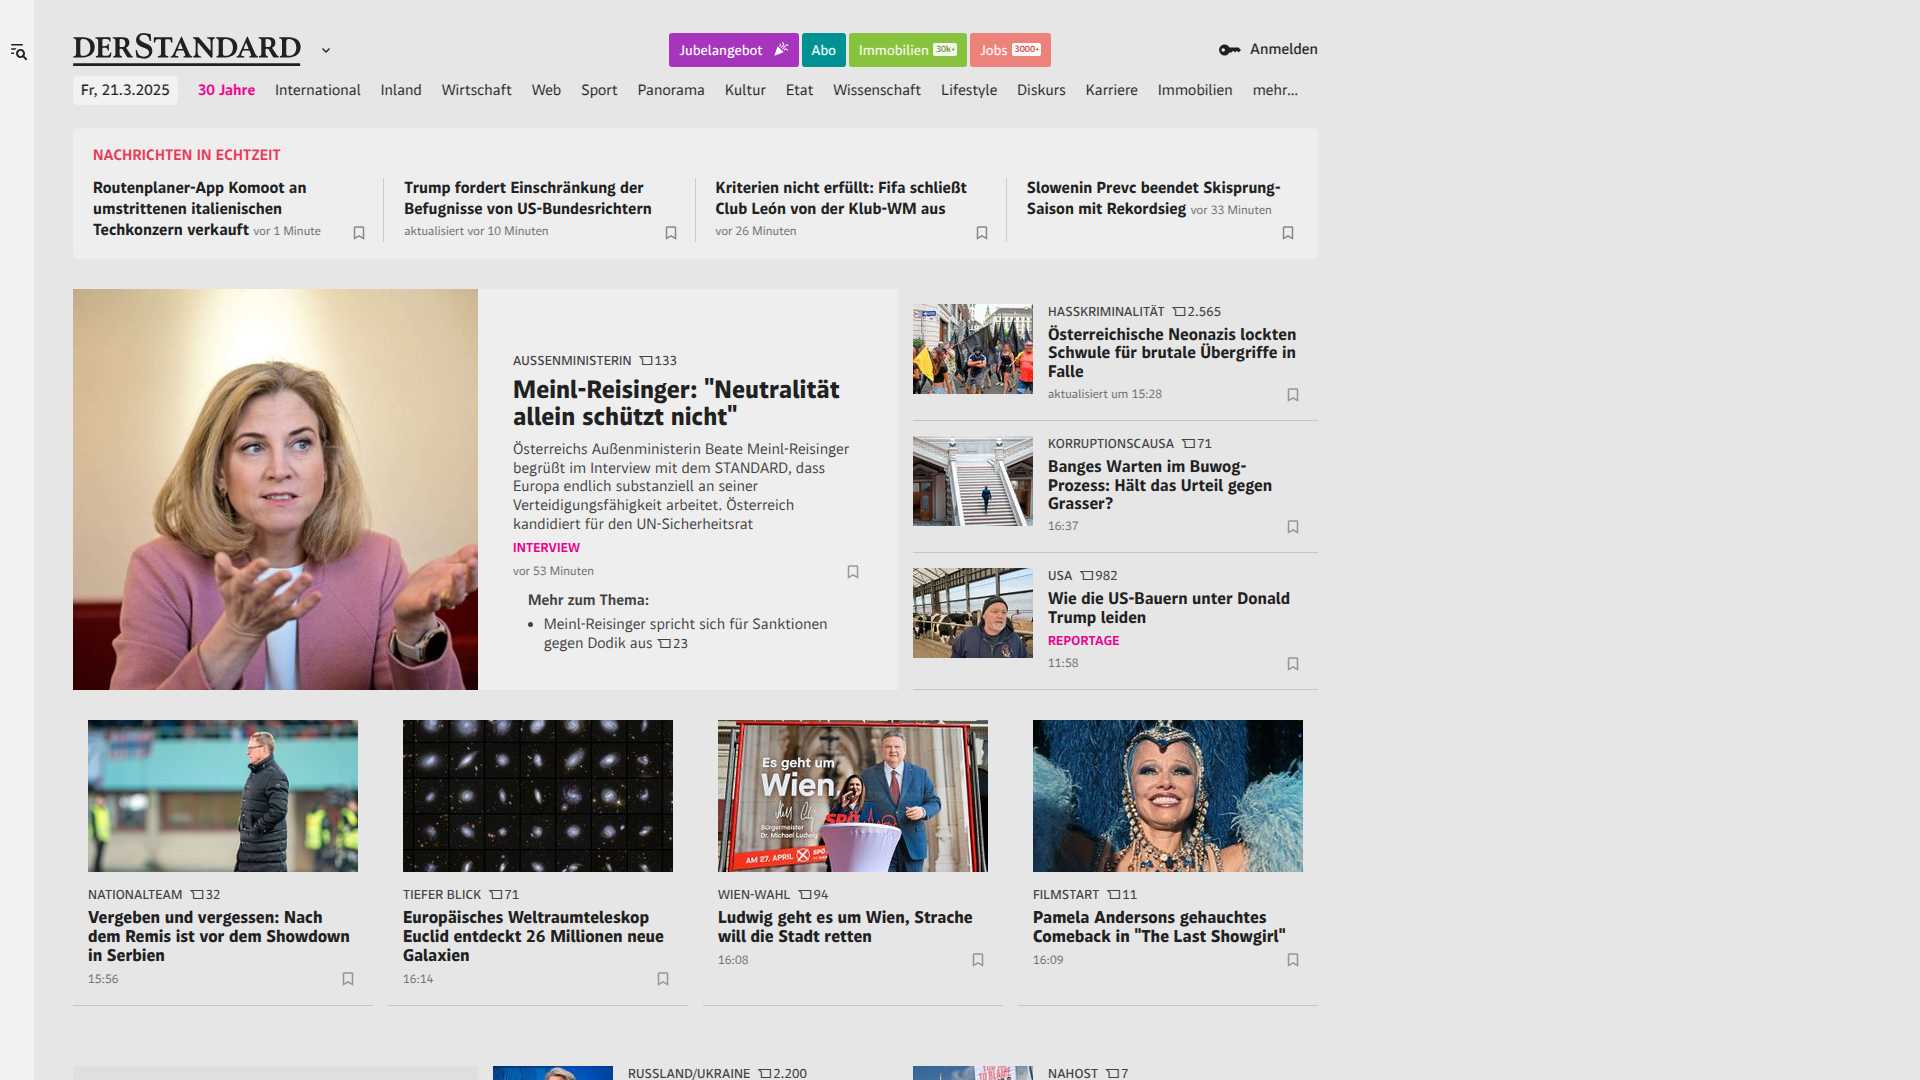 DERSTANDARD
Jubelangebot
Abo
Immobilien 30k+
Jobs 3000+
Anmelden
Fr, 21.3.2025
30 Jahre
International
Inland
Wirtschaft
Web
Sport
Panorama
Kultur
Etat
Wissenschaft
Lifestyle
Diskurs
Karriere
Immobilien
mehr...
NACHRICHTEN IN ECHTZEIT
Routenplaner-App Komoot an
umstrittenen italienischen
Techkonzern verkauft vor 1 Minute
Trump fordert Einschränkung der
Befugnisse von US-Bundesrichtern
aktualisiert vor 10 Minuten
Kriterien nicht erfüllt: Fifa schließt
Club León von der Klub-WM aus
vor 26 Minuten
Slowenin Prevc beendet Skisprung-
Saison mit Rekordsieg vor 33 Minuten
AUSSENMINISTERIN 133
Meinl-Reisinger: "Neutralität
allein schützt nicht"
Österreichs Außenministerin Beate Meinl-Reisinger
begrüßt im Interview mit dem STANDARD, dass
Europa endlich substanziell an seiner
Verteidigungsfähigkeit arbeitet. Österreich
kandidiert für den UN-Sicherheitsrat
INTERVIEW
vor 53 Minuten
Mehr zum Thema:
• Meinl-Reisinger spricht sich für Sanktionen
gegen Dodik aus 23
HASSKRIMINALITÄT 2.565
Österreichische Neonazis lockten
Schwule für brutale Übergriffe in
Falle
aktualisiert um 15:28
KORRUPTIONSCAUSA 71
Banges Warten im Buwog-
Prozess: Hält das Urteil gegen
Grasser?
16:37
USA 982
Wie die US-Bauern unter Donald
Trump leiden
REPORTAGE
11:58
NATIONALTEAM 32
Vergeben und vergessen: Nach
dem Remis ist vor dem Showdown
in Serbien
15:56
TIEFER BLICK 71
Europäisches Weltraumteleskop
Euclid entdeckt 26 Millionen neue
Galaxien
16:14
Es geht um
Wien
SPÖ
Bürgermeister
Dr. Michael Ludwig
AM 27. APRIL SPÖ
WIEN-WAHL 94
Ludwig geht es um Wien, Strache
will die Stadt retten
16:08
FILMSTART 11
Pamela Andersons gehauchtes
Comeback in "The Last Showgirl"
16:09
RUSSLAND/UKRAINE 2.200
NAHOST 7